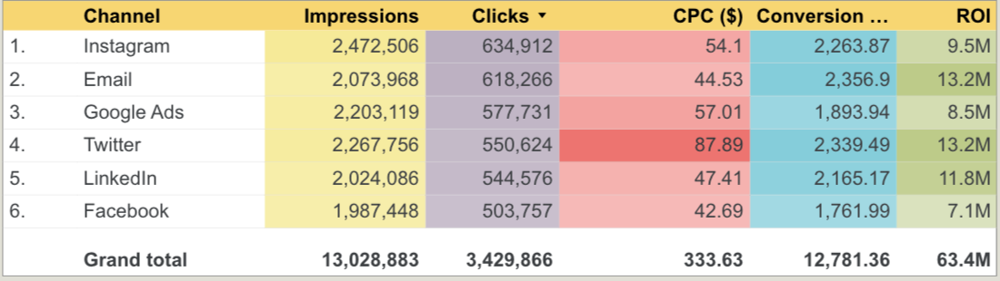 Channel Impressions Clicks ▼ CPC ($) Conversion ... ROI
1. Instagram 2,472,506 634,912 54.1 2,263.87 9.5M
2. Email 2,073,968 618,266 44.53 2,356.9 13.2M
3. Google Ads 2,203,119 577,731 57.01 1,893.94 8.5M
4. Twitter 2,267,756 550,624 87.89 2,339.49 13.2M
5. LinkedIn 2,024,086 544,576 47.41 2,165.17 11.8M
6. Facebook 1,987,448 503,757 42.69 1,761.99 7.1M
Grand total 13,028,883 3,429,866 333.63 12,781.36 63.4M